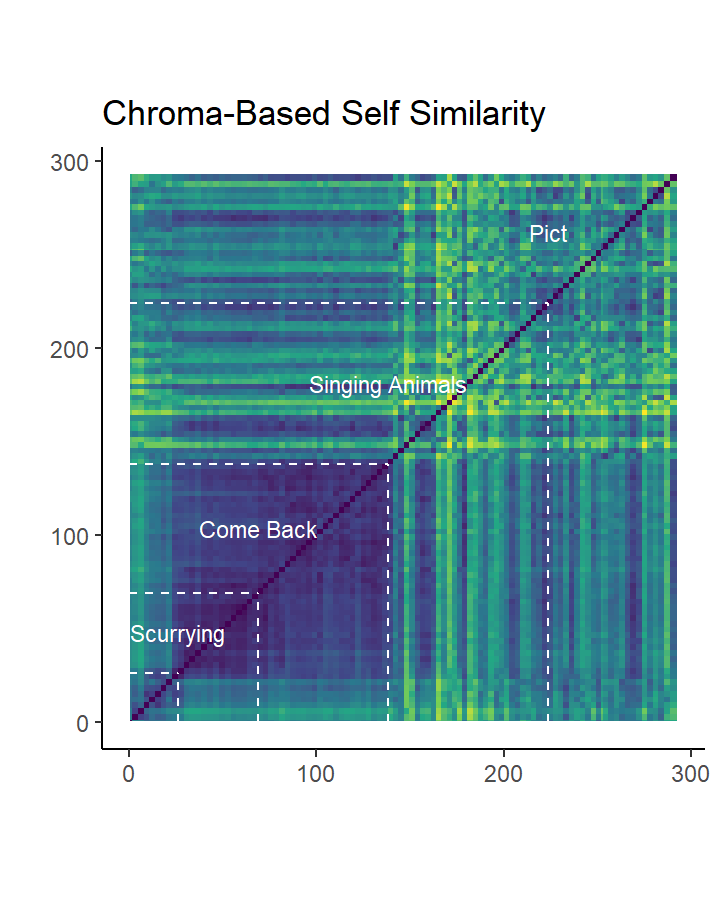 Chroma-Based Self Similarity
300
Pict
200
Singing Animals
100
Come Back
Scurrying
0
0 100 200 300